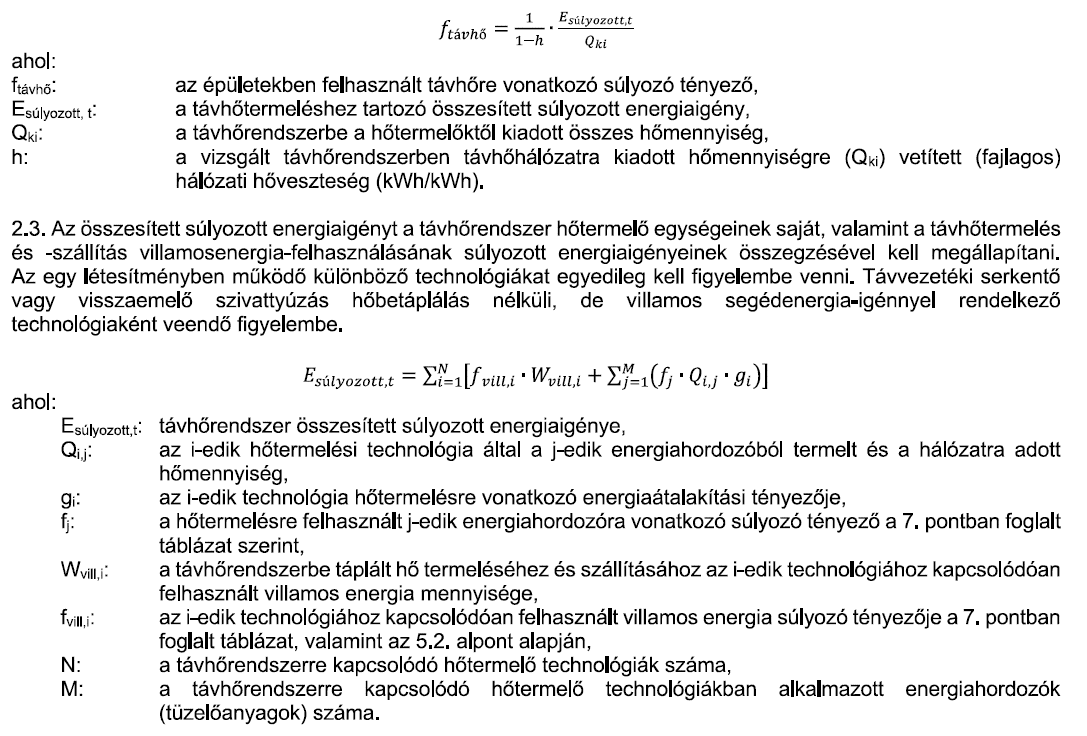 f_távhő = 1/(1−h) · E_súlyozott,t/Q_ki
ahol:
f_távhő: az épületekben felhasznált távhőre vonatkozó súlyozó tényező,
E_súlyozott, t: a távhőtermeléshez tartozó összesített súlyozott energiaigény,
Q_ki: a távhőrendszerbe a hőtermelőktől kiadott összes hőmennyiség,
h: a vizsgált távhőrendszerben távhőhálózatra kiadott hőmennyiségre (Q_ki) vetített (fajlagos)
hálózati hőveszteség (kWh/kWh).
2.3. Az összesített súlyozott energiaigényt a távhőrendszer hőtermelő egységeinek saját, valamint a távhőtermelés
és -szállítás villamosenergia-felhasználásának súlyozott energiaigényeinek összegzésével kell megállapítani.
Az egy létesítményben működő különböző technológiákat egyedileg kell figyelembe venni. Távvezetéki serkentő
vagy visszaemelő szivattyúzás hőbetáplálás nélküli, de villamos segédenergia-igénnyel rendelkező
technológiaként veendő figyelembe.
E_súlyozott,t = ∑_{i=1}^{N}[f_vill,i · W_vill,i + ∑_{j=1}^{M}(f_j · Q_i,j · g_i)]
ahol:
E_súlyozott,t: távhőrendszer összesített súlyozott energiaigénye,
Q_i,j: az i-edik hőtermelési technológia által a j-edik energiahordozóból termelt és a hálózatra adott
hőmennyiség,
g_i: az i-edik technológia hőtermelésre vonatkozó energiaátalakítási tényezője,
f_j: a hőtermelésre felhasznált j-edik energiahordozóra vonatkozó súlyozó tényező a 7. pontban foglalt
táblázat szerint,
W_vill,i: a távhőrendszerbe táplált hő termeléséhez és szállításához az i-edik technológiához kapcsolódóan
felhasznált villamos energia mennyisége,
f_vill,i: az i-edik technológiához kapcsolódóan felhasznált villamos energia súlyozó tényezője a 7. pontban
foglalt táblázat, valamint az 5.2. alpont alapján,
N: a távhőrendszerre kapcsolódó hőtermelő technológiák száma,
M: a távhőrendszerre kapcsolódó hőtermelő technológiákban alkalmazott energiahordozók
(tüzelőanyagok) száma.